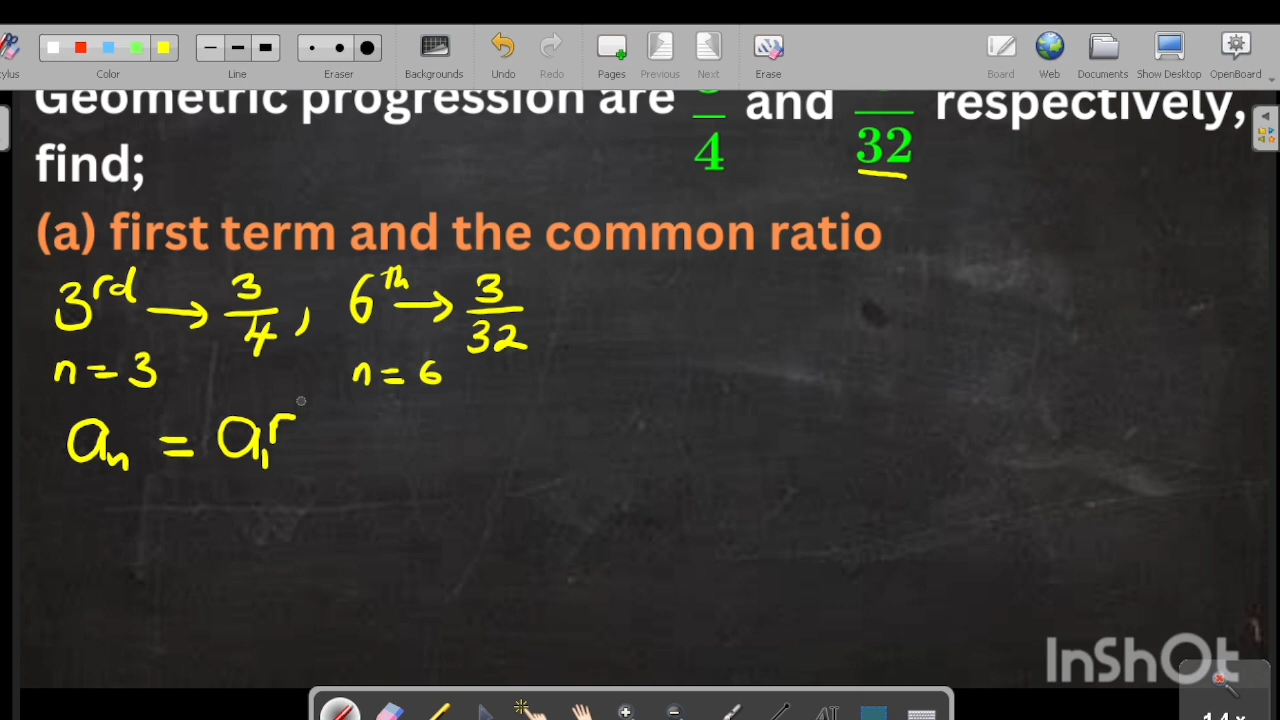 Color Line Eraser Backgrounds Undo Redo Pages Previous Next Erase Board Web Documents Show Desktop OpenBoard
Geometric progression are /4 and /32 respectively,
find;
(a) first term and the common ratio
3rd → 3/4, 6th → 3/32
n = 3 n = 6
aₙ = a₁r
InShOt